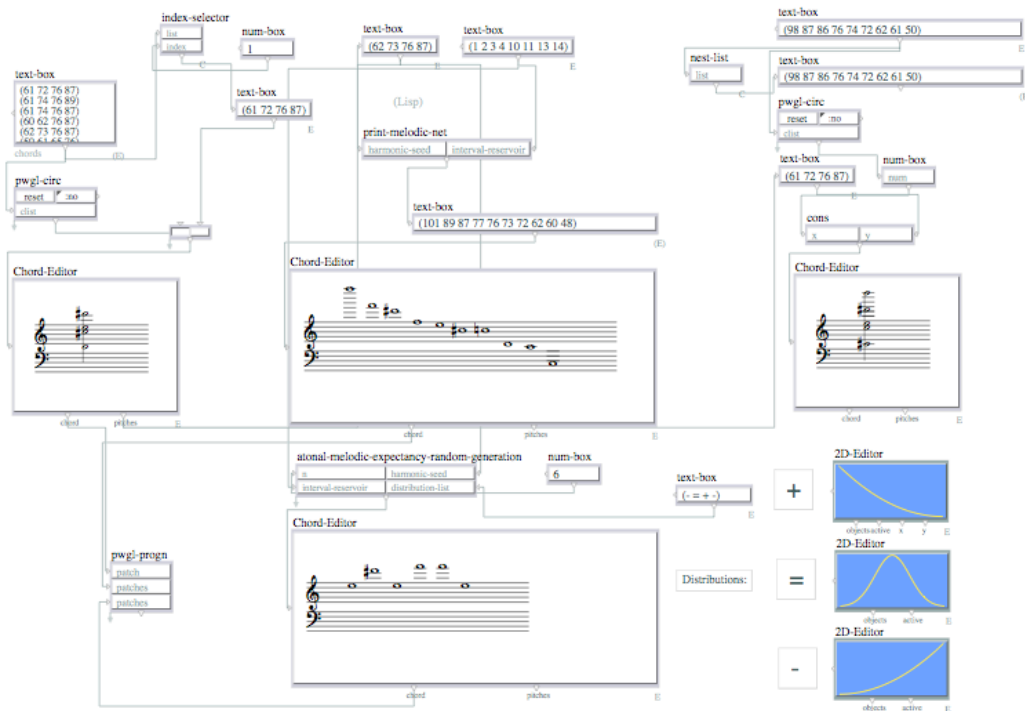 index-selector
list
index
num-box
1
C
text-box
(61 72 76 87)
(61 74 76 89)
(61 74 76 87)
(60 62 76 87)
(62 73 76 87)
chords
(E)
text-box
(61 72 76 87)
E
pwgl-circ
reset
:no
clist
text-box
(62 73 76 87)
E
text-box
(1 2 3 4 10 11 13 14)
E
(Lisp)
print-melodic-net
harmonic-seed
interval-reservoir
text-box
(101 89 87 77 76 73 72 62 60 48)
(E)
text-box
(98 87 86 76 74 72 62 61 50)
E
nest-list
list
C
text-box
(98 87 86 76 74 72 62 61 50)
pwgl-circ
reset
:no
clist
text-box
(61 72 76 87)
E
num-box
num
cons
x
y
Chord-Editor
chord
pitches
E
Chord-Editor
chord
pitches
E
Chord-Editor
chord
pitches
E
atonal-melodic-expectancy-random-generation
n
harmonic-seed
interval-reservoir
distribution-list
num-box
6
text-box
(- = + -)
E
Chord-Editor
chord
pitches
E
pwgl-progn
patch
patches
patches
Distributions:
+
2D-Editor
objects
active
x
y
E
=
2D-Editor
objects
active
E
-
2D-Editor
objects
active
E